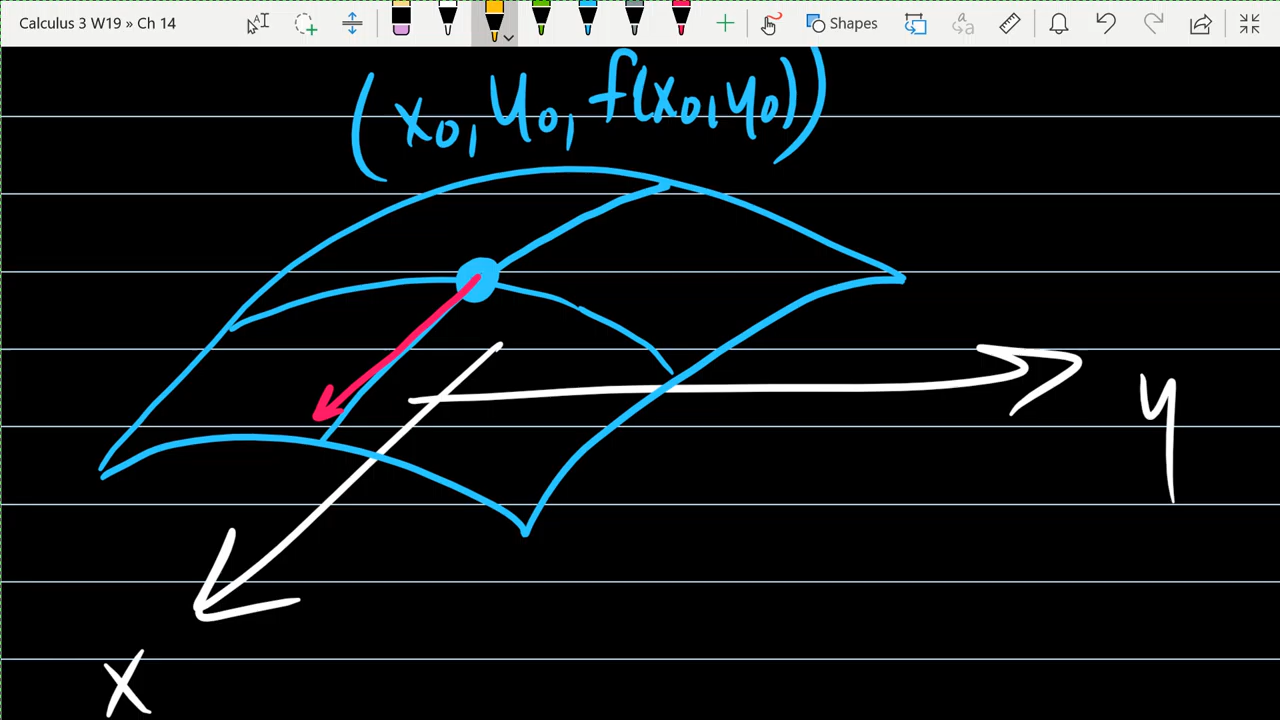 Calculus 3 W19 » Ch 14
Shapes
(x0, y0, f(x0, y0))
y
x